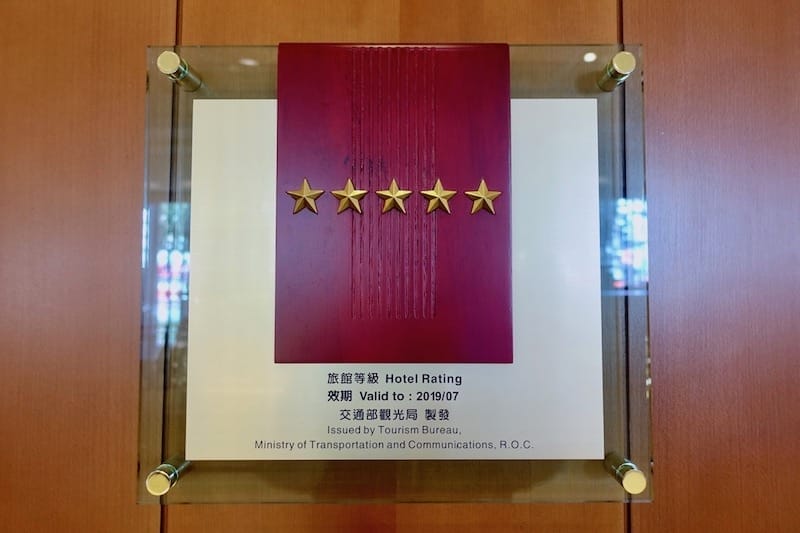 旅館等級 Hotel Rating
效期 Valid to : 2019/07
交通部觀光局 製發
Issued by Tourism Bureau,
Ministry of Transportation and Communications, R.O.C.